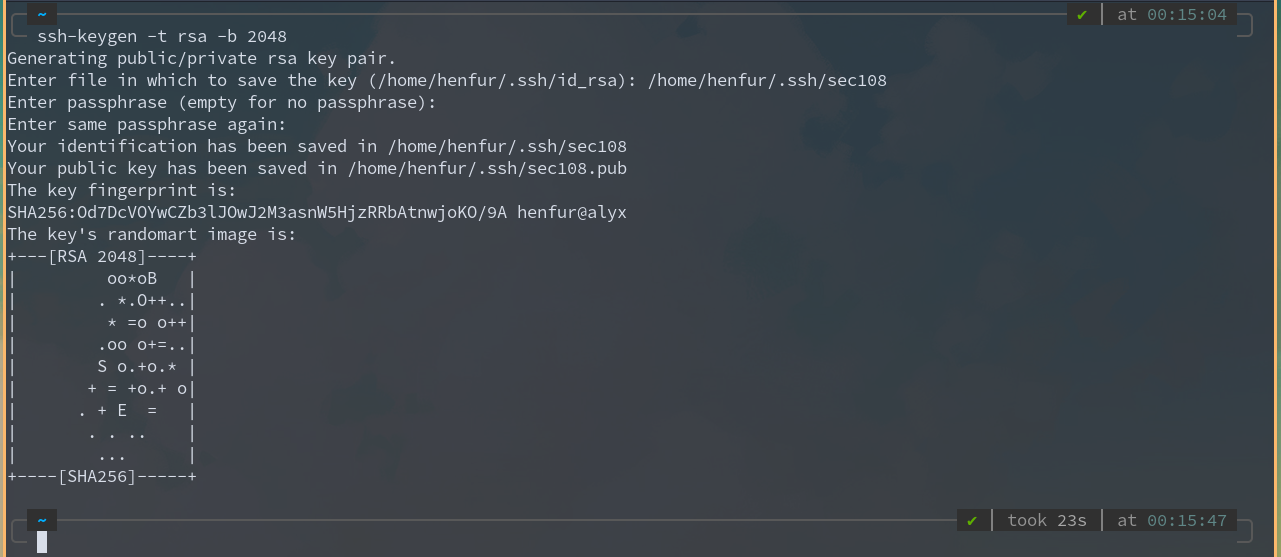 ~ ✔ | at 00:15:04
ssh-keygen -t rsa -b 2048
Generating public/private rsa key pair.
Enter file in which to save the key (/home/henfur/.ssh/id_rsa): /home/henfur/.ssh/sec108
Enter passphrase (empty for no passphrase):
Enter same passphrase again:
Your identification has been saved in /home/henfur/.ssh/sec108
Your public key has been saved in /home/henfur/.ssh/sec108.pub
The key fingerprint is:
SHA256:Od7DcVOYwCZb3lJOwJ2M3asnW5HjzRRbAtnwjoKO/9A henfur@alyx
The key's randomart image is:
+---[RSA 2048]----+
|         oo*oB   |
|        . *.O++..|
|         * =o o++|
|        .oo o+=..|
|        S o.+o.* |
|       + = +o.+ o|
|      . + E  =   |
|       . . ..    |
|        ...      |
+----[SHA256]-----+
~ ✔ | took 23s | at 00:15:47